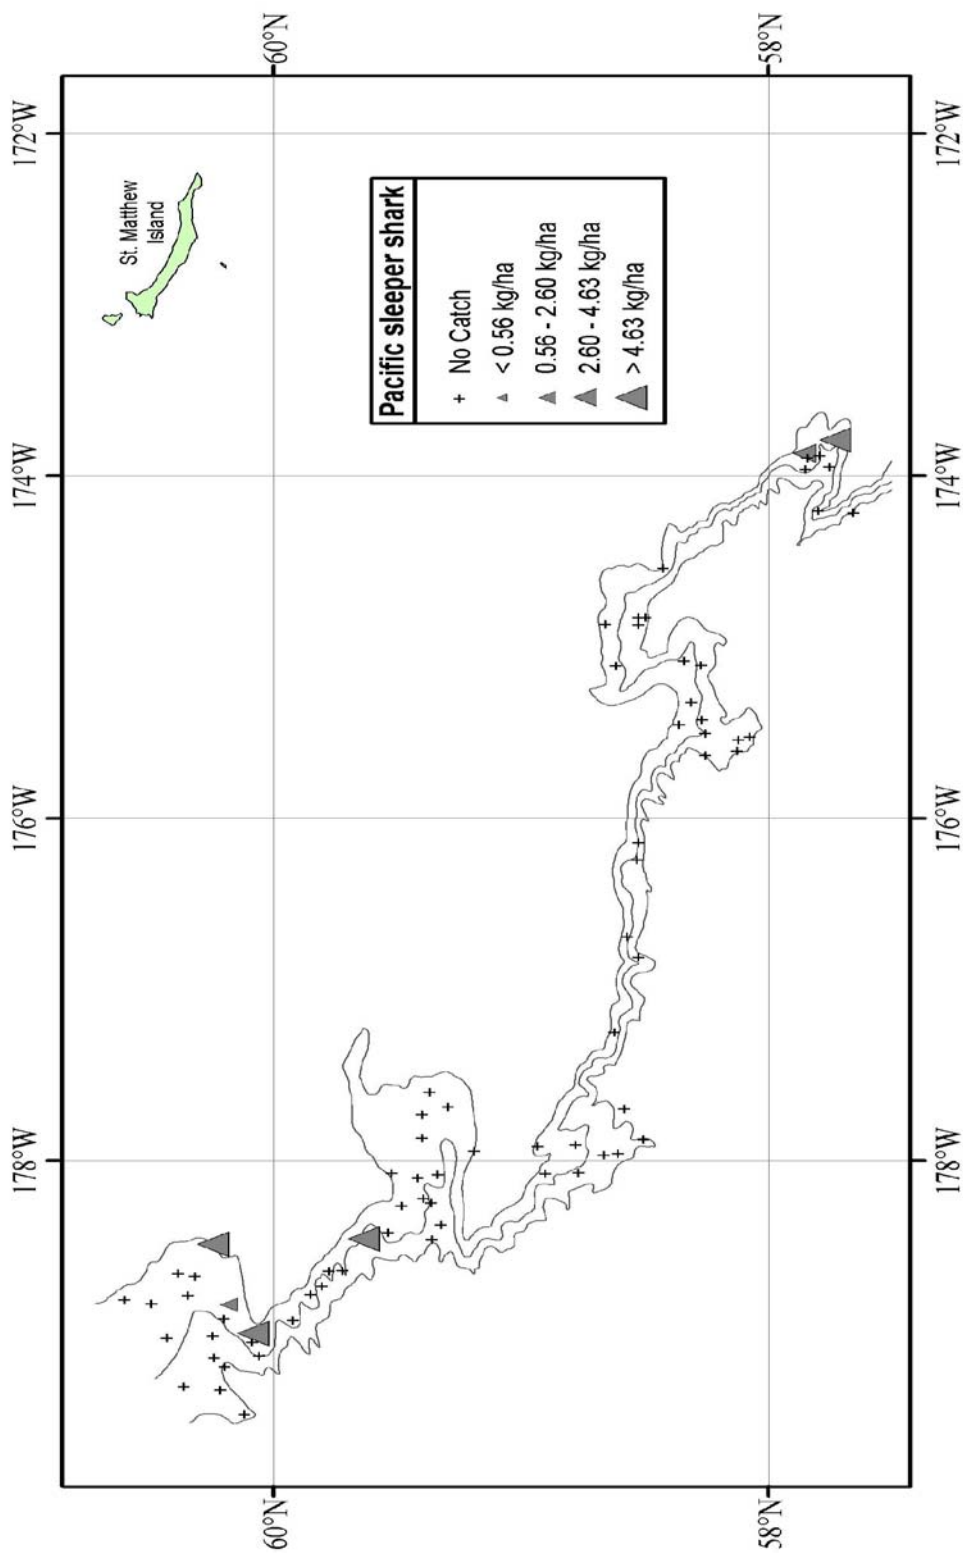 178°W
176°W
174°W
172°W
60°N
60°N
St. Matthew
Island
Pacific sleeper shark
No Catch
< 0.56 kg/ha
0.56 - 2.60 kg/ha
2.60 - 4.63 kg/ha
> 4.63 kg/ha
58°N
58°N
178°W
176°W
174°W
172°W